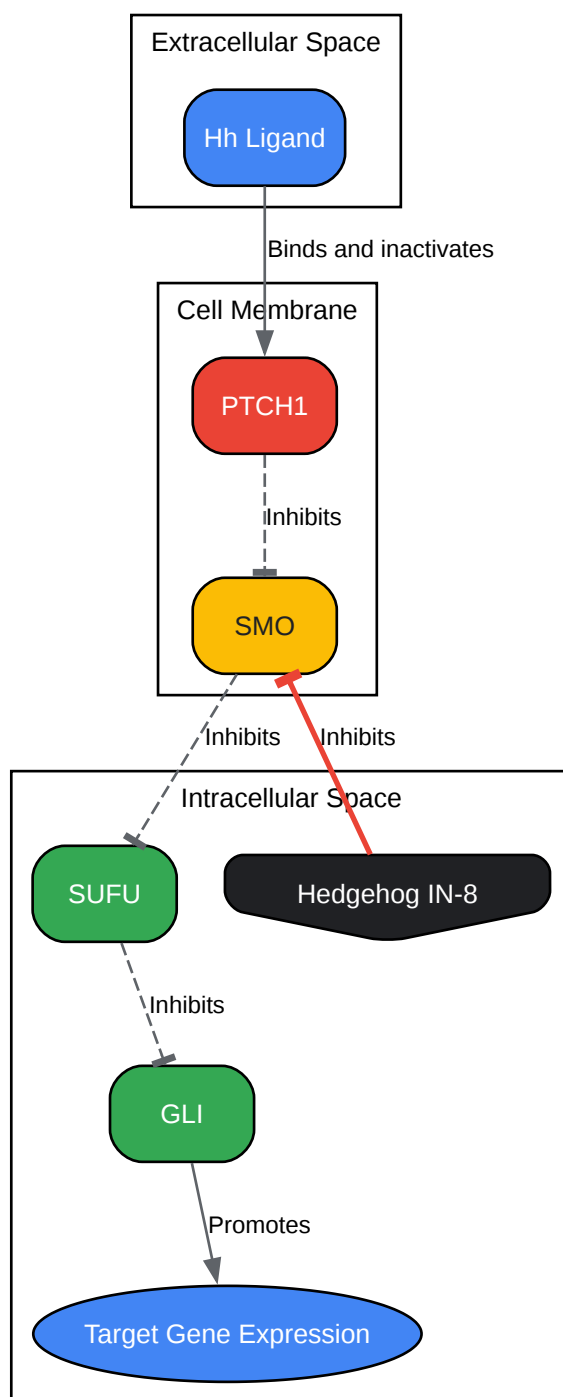 Extracellular Space
Hh Ligand
Binds and inactivates
Cell Membrane
PTCH1
Inhibits
SMO
Inhibits
Inhibits
Intracellular Space
SUFU
Hedgehog IN-8
Inhibits
GLI
Promotes
Target Gene Expression